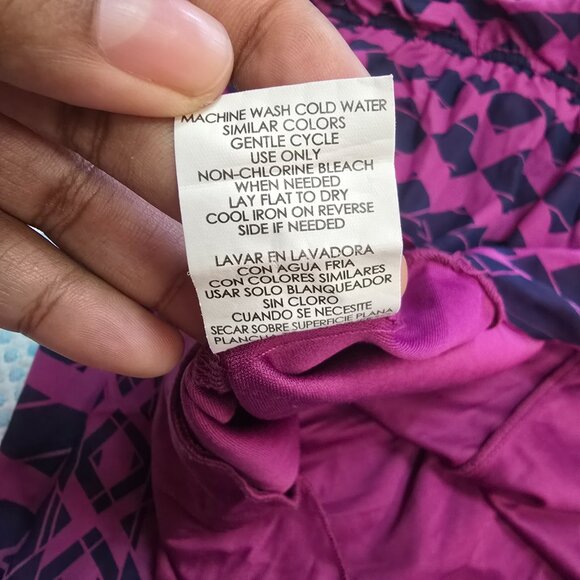 MACHINE WASH COLD WATER
SIMILAR COLORS
GENTLE CYCLE
USE ONLY
NON-CHLORINE BLEACH
WHEN NEEDED
LAY FLAT TO DRY
COOL IRON ON REVERSE
SIDE IF NEEDED
LAVAR EN LAVADORA
CON AGUA FRIA
CON COLORES SIMILARES
USAR SOLO BLANQUEADOR
SIN CLORO
CUANDO SE NECESITE
SECAR SOBRE SUPERFICIE PLANA